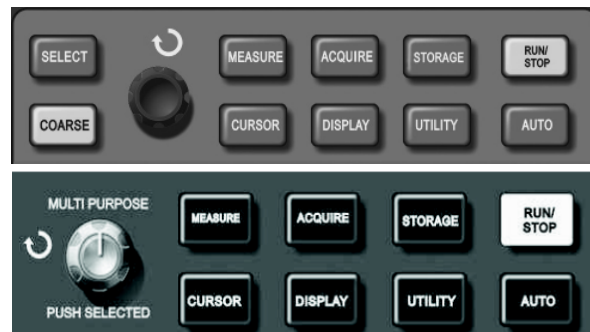 SELECT
MEASURE
ACQUIRE
STORAGE
RUN/
STOP
COARSE
CURSOR
DISPLAY
UTILITY
AUTO
MULTI PURPOSE
MEASURE
ACQUIRE
STORAGE
RUN/
STOP
PUSH SELECTED
CURSOR
DISPLAY
UTILITY
AUTO